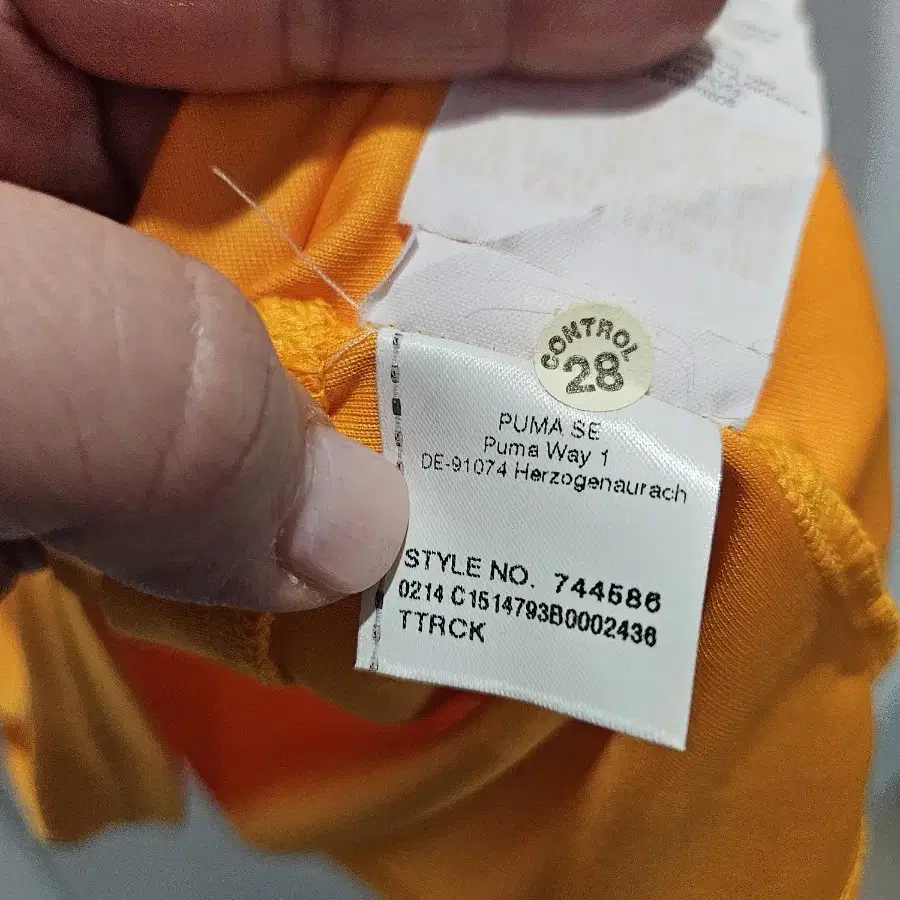 CONTROL
28
PUMA SE
Puma Way 1
DE-91074 Herzogenaurach
STYLE NO. 744586
0214 C1514793B0002436
TTRCK